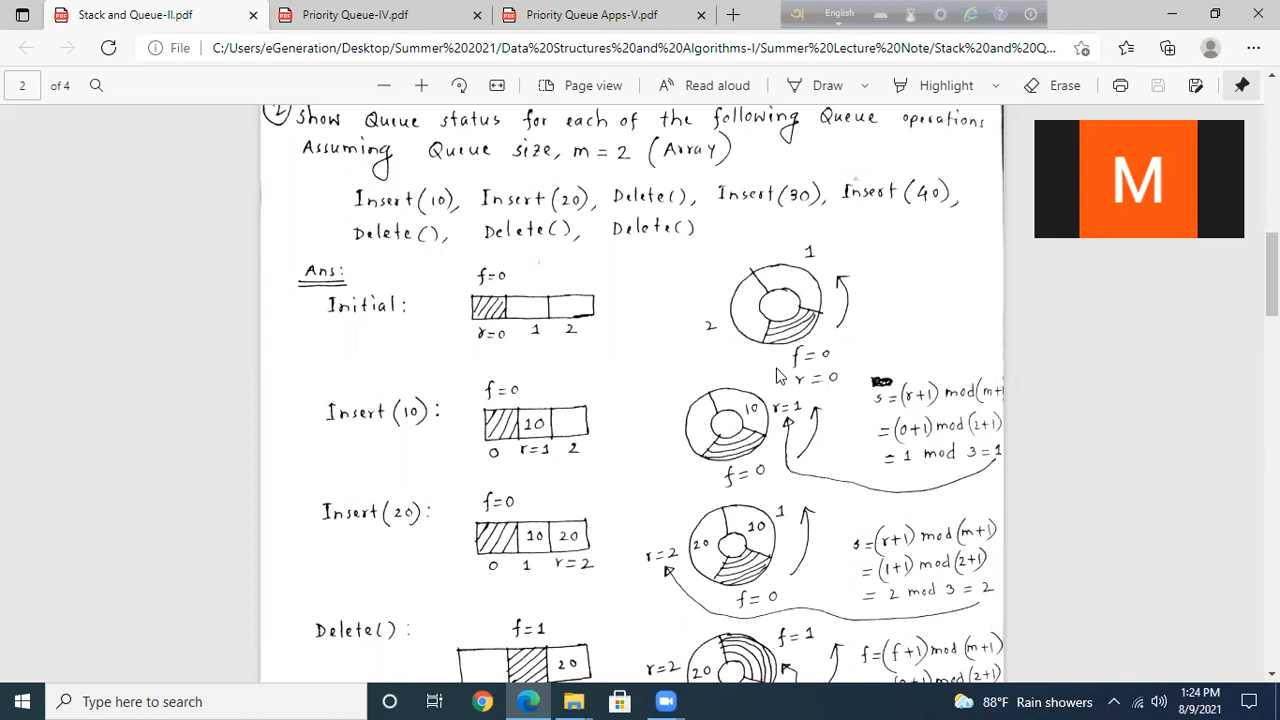 Stack and Queue-II.pdf
Priority Queue-IV.pdf
Priority Queue Apps-V.pdf
English
File
C:/Users/eGeneration/Desktop/Summer%202021/Data%20Structures%20and%20Algorithms-I/Summer%20Lecture%20Note/Stack%20and%20Q...
2 of 4
Page view
Read aloud
Draw
Highlight
Erase
Show Queue status for each of the following Queue operations
Assuming Queue size, m = 2 (Array)
Insert(10), Insert(20), Delete(), Insert(30), Insert(40),
Delete(), Delete(), Delete()
Ans:
Initial:
f=0
r=0 1 2
1
2
f=0
r=0
M
Insert(10):
f=0
10
0 r=1 2
10 r=1
f=0
s=(r+1) mod(m+1
=(0+1) mod(2+1)
= 1 mod 3=1
Insert(20):
f=0
10 20
0 1 r=2
1
10
20
r=2
f=0
s=(r+1) mod(m+1)
=(1+1) mod(2+1)
= 2 mod 3 = 2
Delete():
f=1
20
f=1
r=2 20
f=(f+1) mod(m+1)
Type here to search
88°F Rain showers
1:24 PM
8/9/2021